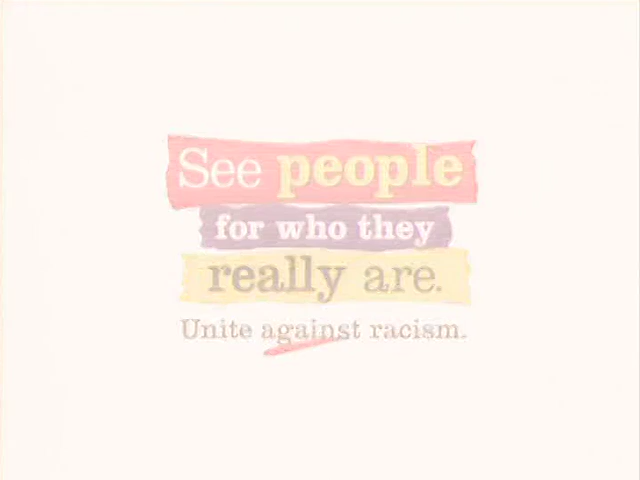 See people
for who they
really are.
Unite against racism.